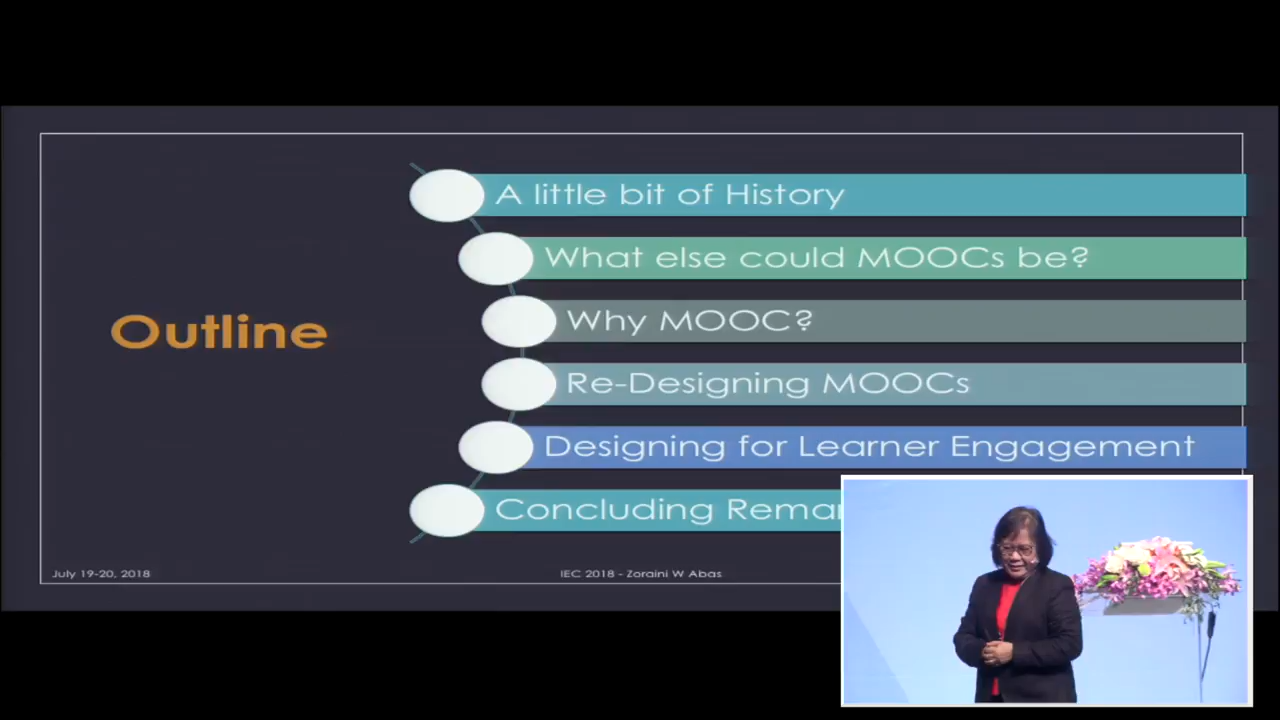 Outline
A little bit of History
What else could MOOCs be?
Why MOOC?
Re-Designing MOOCs
Designing for Learner Engagement
Concluding
July 19-20, 2018
IEC 2018 - Zoraini W Abas